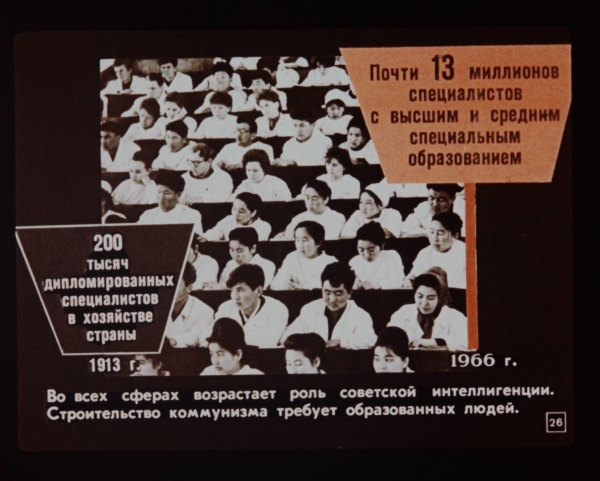 Почти 13 миллионов
специалистов
с высшим и средним
специальным
образованием
200
тысяч
дипломированных
специалистов
в хозяйстве
страны
1913 г.
1966 г.
Во всех сферах возрастает роль советской интеллигенции.
Строительство коммунизма требует образованных людей.
26